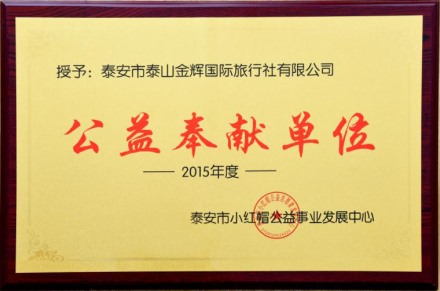 授予：泰安市泰山金辉国际旅行社有限公司
公益奉献单位
—— 2015年度 ——
泰安市小红帽公益事业发展中心